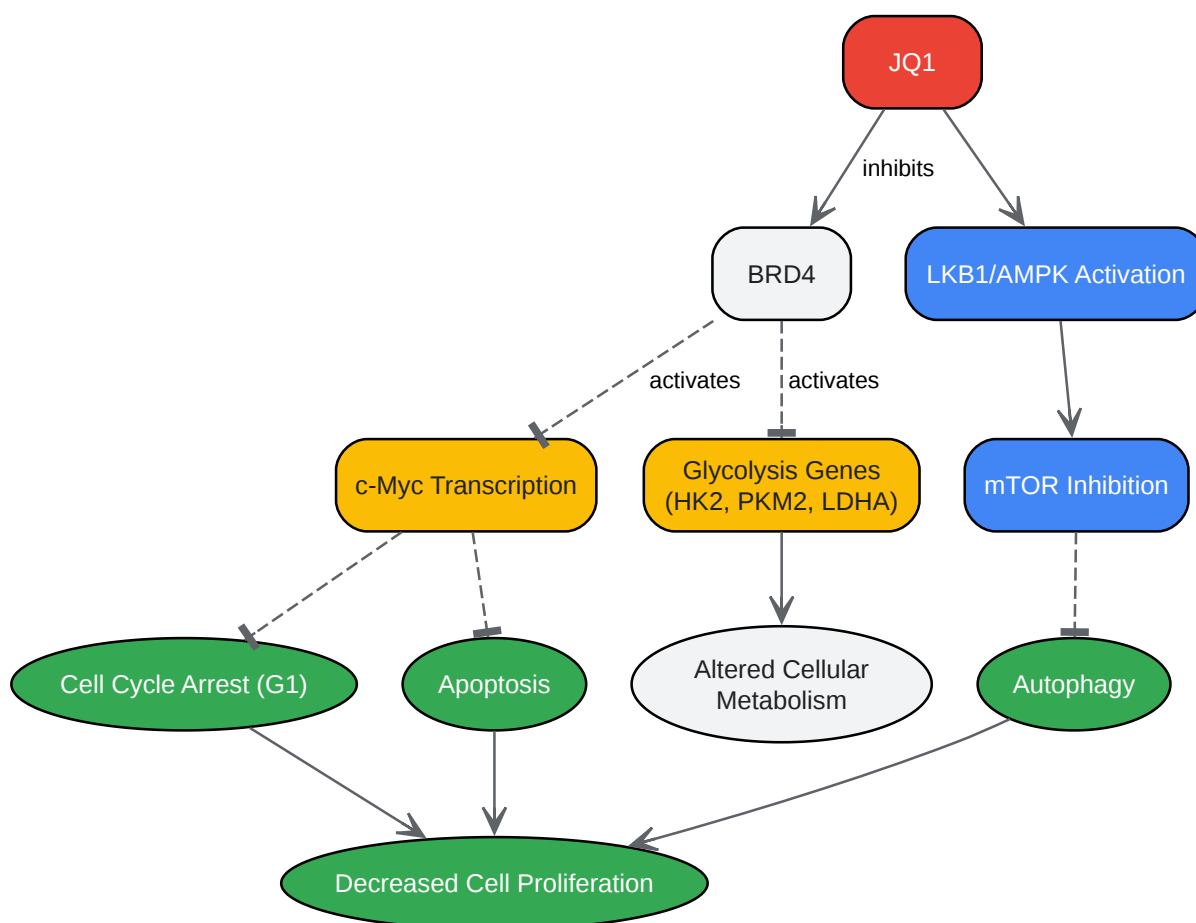 JQ1
inhibits
BRD4
LKB1/AMPK Activation
activates
activates
c-Myc Transcription
Glycolysis Genes
(HK2, PKM2, LDHA)
mTOR Inhibition
Cell Cycle Arrest (G1)
Apoptosis
Altered Cellular
Metabolism
Autophagy
Decreased Cell Proliferation